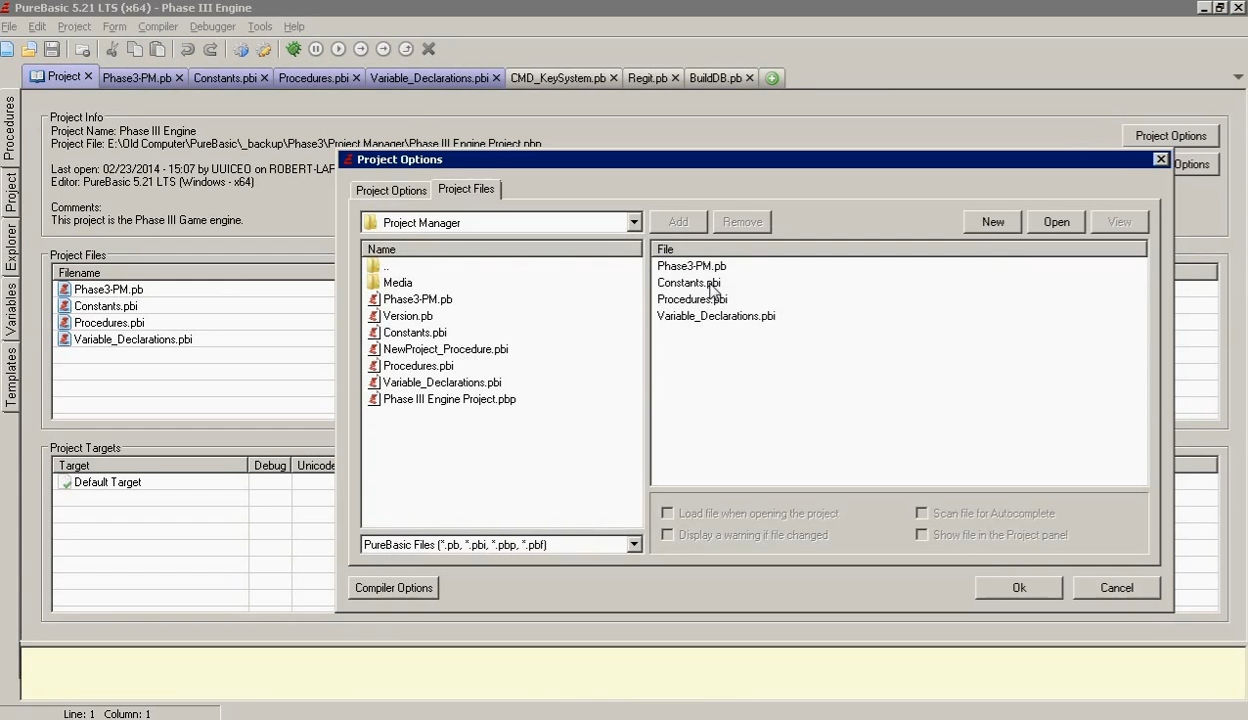 PureBasic 5.21 LTS (x64) - Phase III Engine
File Edit Project Form Compiler Debugger Tools Help
Project Phase3-PM.pb Constants.pbi Procedures.pbi Variable_Declarations.pbi CMD_KeySystem.pb Regit.pb BuildDB.pb
Procedures
Project
Explorer
Variables
Templates
Project Info
Project Name: Phase III Engine
Project File: E:\Old Computer\PureBasic\_backup\Phase3\Project Manager\Phase III Engine Project.pbp
Last open: 02/23/2014 - 15:07 by UUICEO on ROBERT-LAF
Editor: PureBasic 5.21 LTS (Windows - x64)
Comments:
This project is the Phase III Game engine.
Project Options
Options
Project Files
Filename
Phase3-PM.pb
Constants.pbi
Procedures.pbi
Variable_Declarations.pbi
Project Targets
Target Debug Unicode
Default Target
Project Options
Project Options Project Files
Project Manager
Add Remove New Open View
Name
..
Media
Phase3-PM.pb
Version.pb
Constants.pbi
NewProject_Procedure.pbi
Procedures.pbi
Variable_Declarations.pbi
Phase III Engine Project.pbp
PureBasic Files (*.pb, *.pbi, *.pbp, *.pbf)
File
Phase3-PM.pb
Constants.pbi
Procedures.pbi
Variable_Declarations.pbi
Load file when opening the project Scan file for Autocomplete
Display a warning if file changed Show file in the Project panel
Compiler Options Ok Cancel
Line: 1 Column: 1